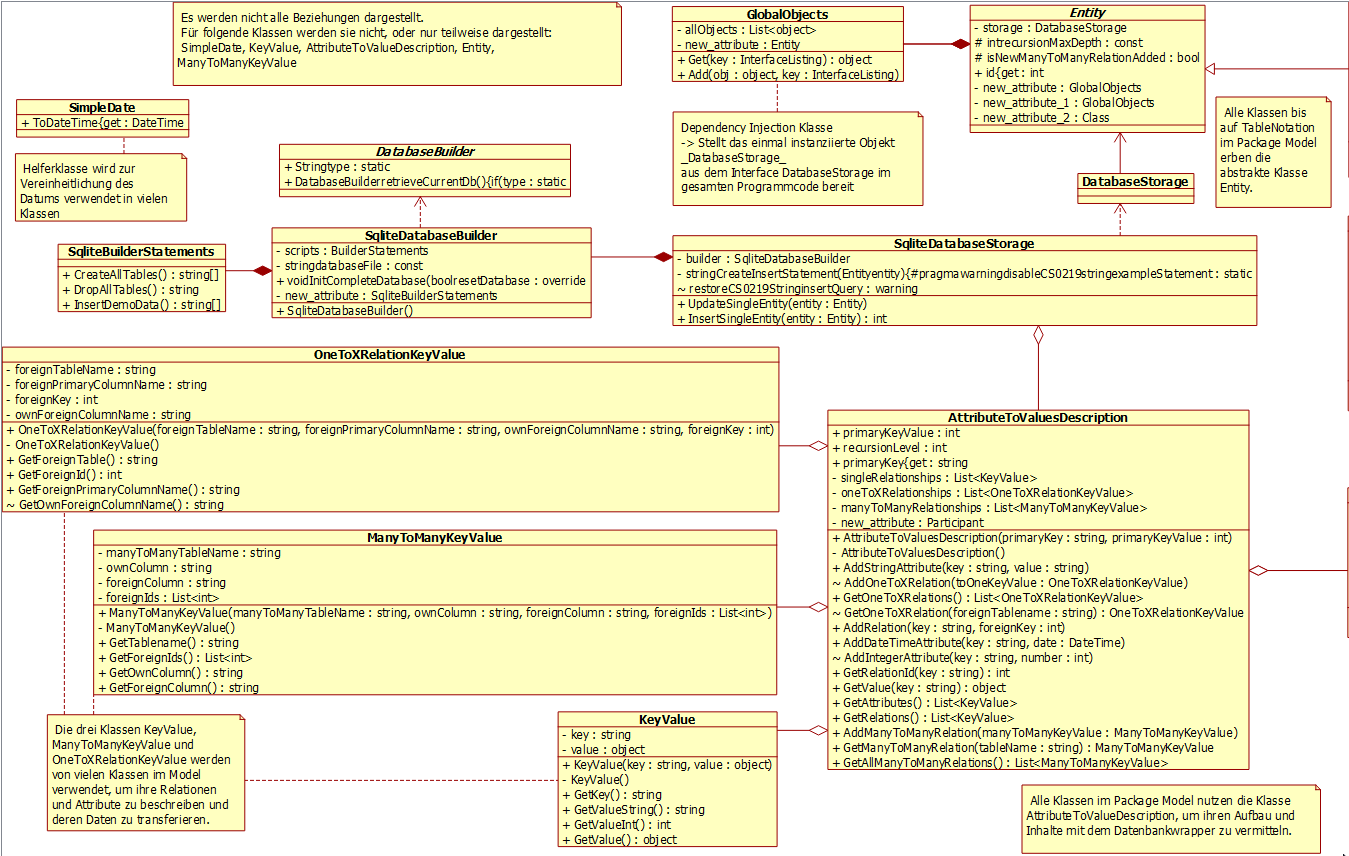 Es werden nicht alle Beziehungen dargestellt.
Für folgende Klassen werden sie nicht, oder nur teilweise dargestellt:
SimpleDate, KeyValue, AttributeToValueDescription, Entity,
ManyToManyKeyValue
GlobalObjects
- allObjects : List<object>
- new_attribute : Entity
+ Get(key : InterfaceListing) : object
+ Add(obj : object, key : InterfaceListing)
Entity
- storage : DatabaseStorage
# intrecursionMaxDepth : const
# isNewManyToManyRelationAdded : bool
+ id{get : int
- new_attribute : GlobalObjects
- new_attribute_1 : GlobalObjects
- new_attribute_2 : Class
SimpleDate
+ ToDateTime{get : DateTime
Helferklasse wird zur
Vereinheitlichung des
Datums verwendet in vielen
Klassen
DatabaseBuilder
+ Stringtype : static
+ DatabaseBuilderretrieveCurrentDb(){if(type : static
Dependency Injection Klasse
-> Stellt das einmal instanziierte Objekt
_DatabaseStorage_
aus dem Interface DatabaseStorage im
gesamten Programmcode bereit
Alle Klassen bis
auf TableNotation
im Package Model
erben die
abstrakte Klasse
Entity.
DatabaseStorage
SqliteBuilderStatements
+ CreateAllTables() : string[]
+ DropAllTables() : string
+ InsertDemoData() : string[]
SqliteDatabaseBuilder
- scripts : BuilderStatements
- stringdatabaseFile : const
+ voidInitCompleteDatabase(boolresetDatabase : override
- new_attribute : SqliteBuilderStatements
+ SqliteDatabaseBuilder()
SqliteDatabaseStorage
- builder : SqliteDatabaseBuilder
- stringCreateInsertStatement(Entityentity){#pragmawarningdisableCS0219stringexampleStatement : static
~ restoreCS0219StringinsertQuery : warning
+ UpdateSingleEntity(entity : Entity)
+ InsertSingleEntity(entity : Entity) : int
OneToXRelationKeyValue
- foreignTableName : string
- foreignPrimaryColumnName : string
- foreignKey : int
- ownForeignColumnName : string
+ OneToXRelationKeyValue(foreignTableName : string, foreignPrimaryColumnName : string, ownForeignColumnName : string, foreignKey : int)
- OneToXRelationKeyValue()
+ GetForeignTable() : string
+ GetForeignId() : int
+ GetForeignPrimaryColumnName() : string
~ GetOwnForeignColumnName() : string
AttributeToValuesDescription
+ primaryKeyValue : int
+ recursionLevel : int
+ primaryKey{get : string
- singleRelationships : List<KeyValue>
- oneToXRelationships : List<OneToXRelationKeyValue>
- manyToManyRelationships : List<ManyToManyKeyValue>
- new_attribute : Participant
+ AttributeToValuesDescription(primaryKey : string, primaryKeyValue : int)
- AttributeToValuesDescription()
+ AddStringAttribute(key : string, value : string)
~ AddOneToXRelation(toOneKeyValue : OneToXRelationKeyValue)
+ GetOneToXRelations() : List<OneToXRelationKeyValue>
~ GetOneToXRelation(foreignTablename : string) : OneToXRelationKeyValue
+ AddRelation(key : string, foreignKey : int)
+ AddDateTimeAttribute(key : string, date : DateTime)
~ AddIntegerAttribute(key : string, number : int)
+ GetRelationId(key : string) : int
+ GetValue(key : string) : object
+ GetAttributes() : List<KeyValue>
+ GetRelations() : List<KeyValue>
+ AddManyToManyRelation(manyToManyKeyValue : ManyToManyKeyValue)
+ GetManyToManyRelation(tableName : string) : ManyToManyKeyValue
+ GetAllManyToManyRelations() : List<ManyToManyKeyValue>
ManyToManyKeyValue
- manyToManyTableName : string
- ownColumn : string
- foreignColumn : string
- foreignIds : List<int>
+ ManyToManyKeyValue(manyToManyTableName : string, ownColumn : string, foreignColumn : string, foreignIds : List<int>)
- ManyToManyKeyValue()
+ GetTablename() : string
+ GetForeignIds() : List<int>
+ GetOwnColumn() : string
+ GetForeignColumn() : string
Die drei Klassen KeyValue,
ManyToManyKeyValue und
OneToXRelationKeyValue werden
von vielen Klassen im Model
verwendet, um ihre Relationen
und Attribute zu beschreiben und
deren Daten zu transferieren.
KeyValue
- key : string
- value : object
+ KeyValue(key : string, value : object)
- KeyValue()
+ GetKey() : string
+ GetValueString() : string
+ GetValueInt() : int
+ GetValue() : object
Alle Klassen im Package Model nutzen die Klasse
AttributeToValueDescription, um ihren Aufbau und
Inhalte mit dem Datenbankwrapper zu vermitteln.